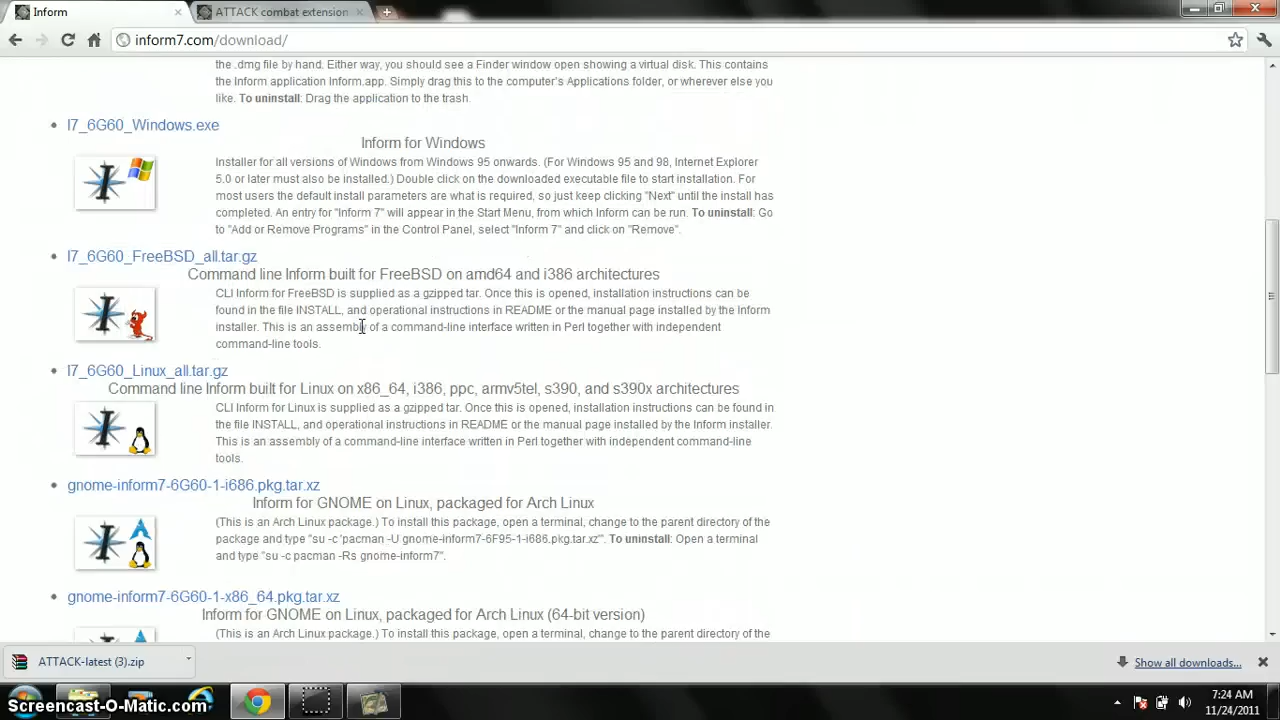 Inform
ATTACK combat extension
inform7.com/download/
the .dmg file by hand. Either way, you should see a Finder window open showing a virtual disk. This contains
the Inform application Inform.app. Simply drag this to the computer's Applications folder, or wherever else you
like. To uninstall: Drag the application to the trash.
I7_6G60_Windows.exe
Inform for Windows
Installer for all versions of Windows from Windows 95 onwards. (For Windows 95 and 98, Internet Explorer
5.0 or later must also be installed.) Double click on the downloaded executable file to start installation. For
most users the default install parameters are what is required, so just keep clicking "Next" until the install has
completed. An entry for "Inform 7" will appear in the Start Menu, from which Inform can be run. To uninstall: Go
to "Add or Remove Programs" in the Control Panel, select "Inform 7" and click on "Remove".
I7_6G60_FreeBSD_all.tar.gz
Command line Inform built for FreeBSD on amd64 and i386 architectures
CLI Inform for FreeBSD is supplied as a gzipped tar. Once this is opened, installation instructions can be
found in the file INSTALL, and operational instructions in README or the manual page installed by the Inform
installer. This is an assembly of a command-line interface written in Perl together with independent
command-line tools.
I7_6G60_Linux_all.tar.gz
Command line Inform built for Linux on x86_64, i386, ppc, armv5tel, s390, and s390x architectures
CLI Inform for Linux is supplied as a gzipped tar. Once this is opened, installation instructions can be found in
the file INSTALL, and operational instructions in README or the manual page installed by the Inform installer.
This is an assembly of a command-line interface written in Perl together with independent command-line
tools.
gnome-inform7-6G60-1-i686.pkg.tar.xz
Inform for GNOME on Linux, packaged for Arch Linux
(This is an Arch Linux package.) To install this package, open a terminal, change to the parent directory of the
package and type "su -c 'pacman -U gnome-inform7-6F95-1-i686.pkg.tar.xz'". To uninstall: Open a terminal
and type "su -c pacman -Rs gnome-inform7".
gnome-inform7-6G60-1-x86_64.pkg.tar.xz
Inform for GNOME on Linux, packaged for Arch Linux (64-bit version)
(This is an Arch Linux package.) To install this package, open a terminal, change to the parent directory of the
ATTACK-latest (3).zip
Show all downloads...
7:24 AM
11/24/2011
Screencast-O-Matic.com